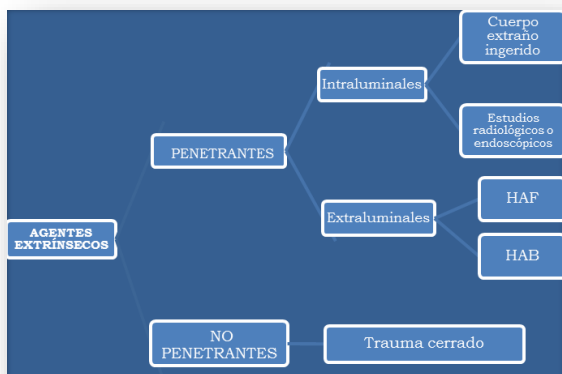 AGENTES
EXTRÍNSECOS
PENETRANTES
Intraluminales
Cuerpo
extraño
ingerido
Estudios
radiológicos o
endoscópicos
Extraluminales
HAF
HAB
NO
PENETRANTES
Trauma cerrado